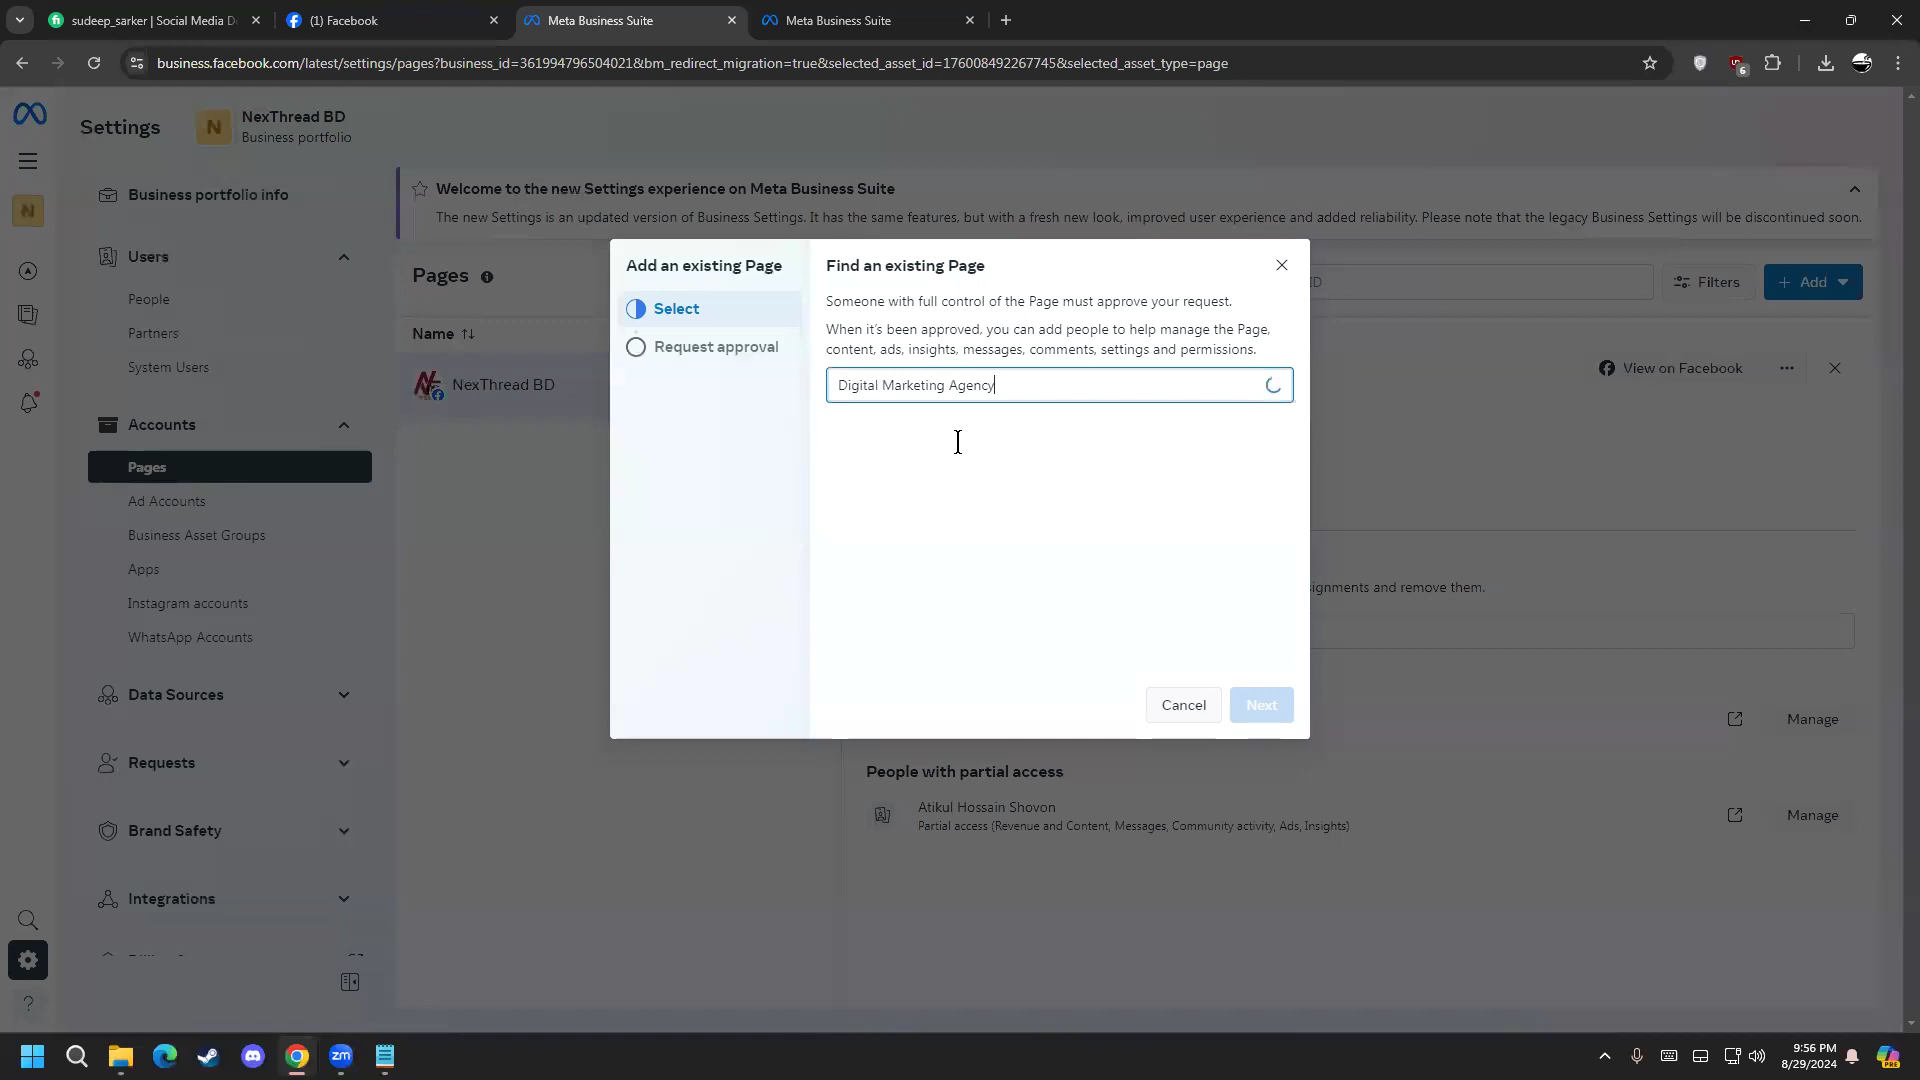 sudeep_sarker | Social Media D
(1) Facebook
Meta Business Suite
Meta Business Suite
business.facebook.com/latest/settings/pages?business_id=361994796504021&bm_redirect_migration=true&selected_asset_id=176008492267745&selected_asset_type=page
6
Settings
N
NexThread BD
Business portfolio
Business portfolio info
Welcome to the new Settings experience on Meta Business Suite
The new Settings is an updated version of Business Settings. It has the same features, but with a fresh new look, improved user experience and added reliability. Please note that the legacy Business Settings will be discontinued soon.
N
Users
People
Partners
System Users
Accounts
Pages
Ad Accounts
Business Asset Groups
Apps
Instagram accounts
WhatsApp Accounts
Data Sources
Requests
Brand Safety
Integrations
Pages
ID
Filters
+ Add
Name
NexThread BD
View on Facebook
Add an existing Page
Select
Request approval
Find an existing Page
Someone with full control of the Page must approve your request.
When it's been approved, you can add people to help manage the Page,
content, ads, insights, messages, comments, settings and permissions.
Digital Marketing Agency
Cancel
Next
signments and remove them.
Manage
People with partial access
Atikul Hossain Shovon
Partial access (Revenue and Content, Messages, Community activity, Ads, Insights)
Manage
?
zm
9:56 PM
8/29/2024
PRE